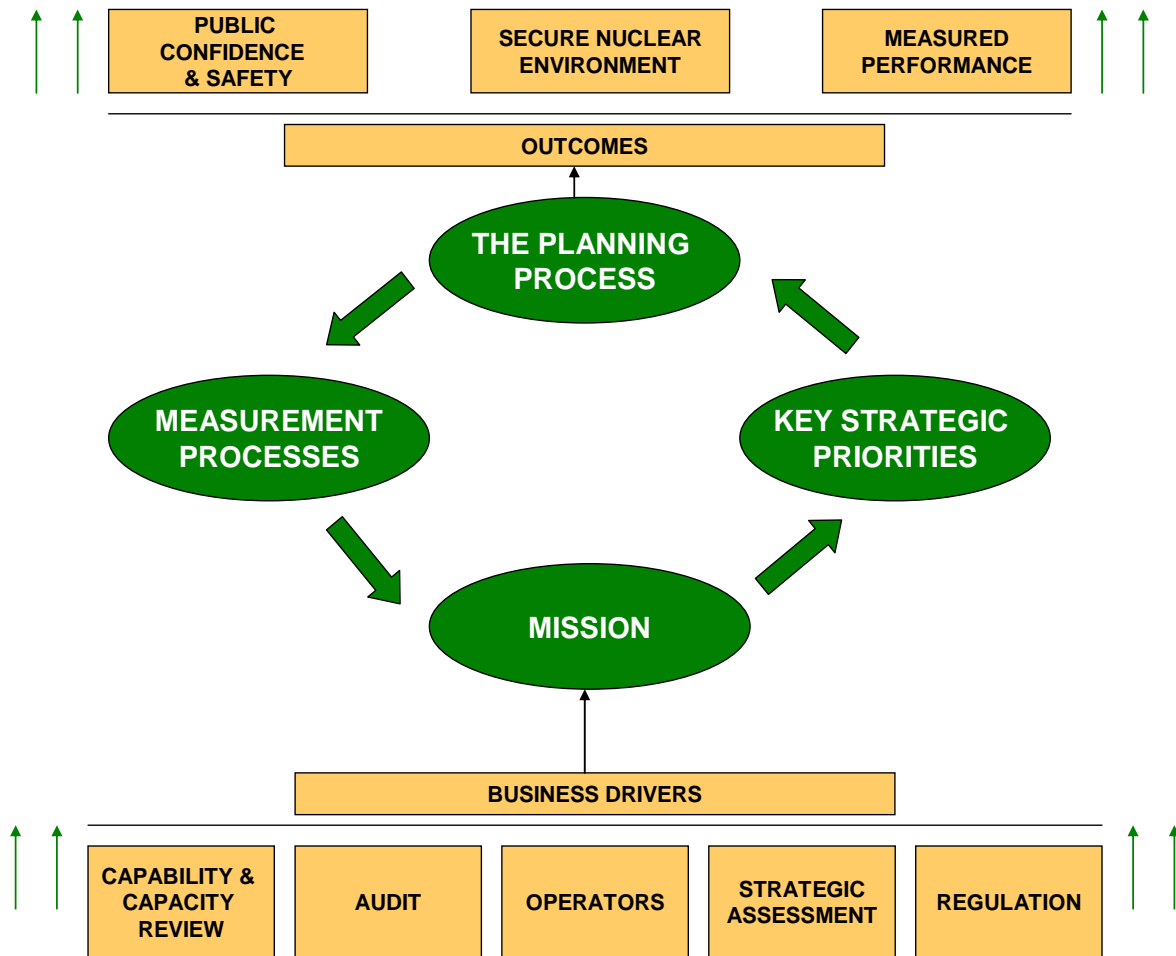 PUBLIC
CONFIDENCE
& SAFETY
SECURE NUCLEAR
ENVIRONMENT
MEASURED
PERFORMANCE
OUTCOMES
THE PLANNING
PROCESS
MEASUREMENT
PROCESSES
KEY STRATEGIC
PRIORITIES
MISSION
BUSINESS DRIVERS
CAPABILITY &
CAPACITY
REVIEW
AUDIT
OPERATORS
STRATEGIC
ASSESSMENT
REGULATION